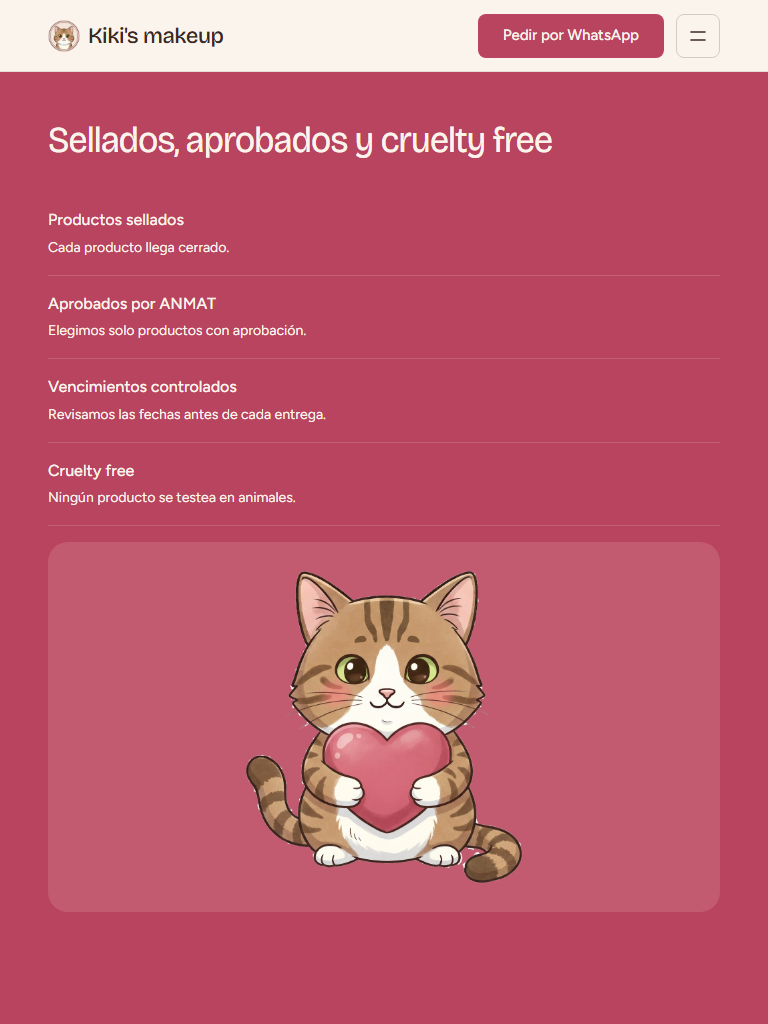 Kiki's makeup
Pedir por WhatsApp
Sellados, aprobados y cruelty free
Productos sellados
Cada producto llega cerrado.
Aprobados por ANMAT
Elegimos solo productos con aprobación.
Vencimientos controlados
Revisamos las fechas antes de cada entrega.
Cruelty free
Ningún producto se testea en animales.